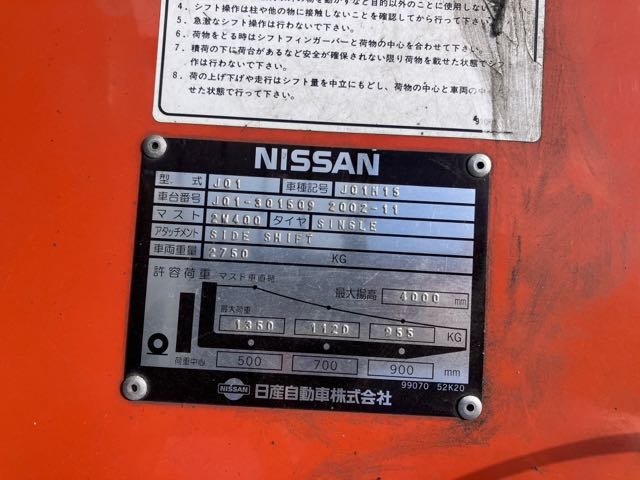 4. シフト操作は柱や他の物に接触しないことを確認してから行って下さい。
5. 急激なシフト操作は行わないで下さい。
6. 荷物をとる時はシフトフィンガーバーと荷物の中心を合わせて下さい。
7. 積荷の下に荷台があるなど安全が確保されない限り荷物を載せた状態でシフト
作は行わないで下さい。
8. 荷の上げ下げや走行はシフト量を中立にもどし、荷物の中心と車両の中
せた状態で行って下さい。
NISSAN
型式 J01 車種記号 J01M15
車台番号 J01-301509 2002-11
マスト 2W400 タイヤ SINGLE
アタッチメント SIDE SHIFT
車両重量 2750 KG
許容荷重 マスト垂直時 最大揚高 4000 mm
最大荷重
1350 1120 955 KG
荷重中心 500 700 900 mm
99070 52K20
NISSAN 日産自動車株式会社